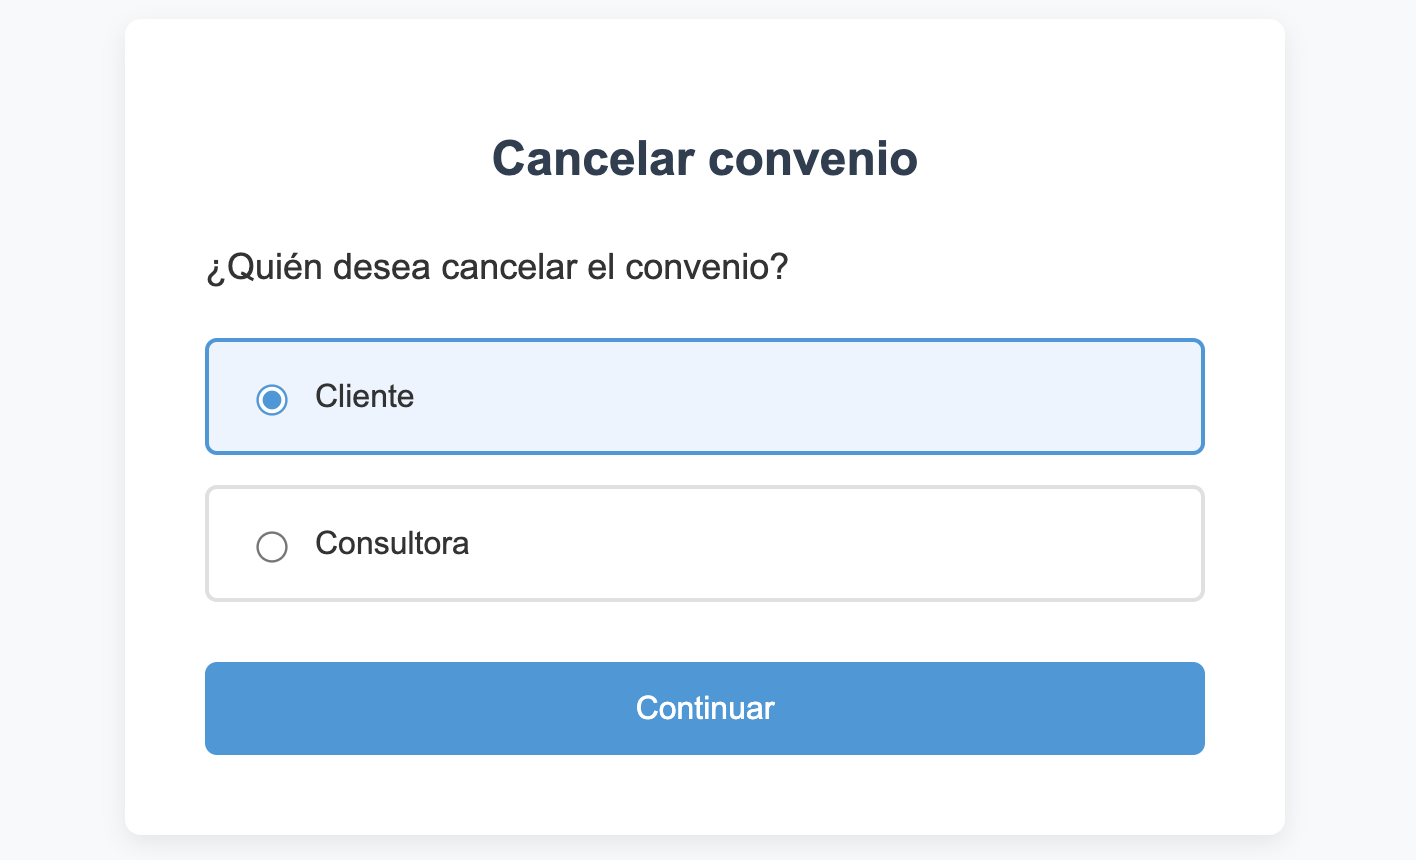 Cancelar convenio
¿Quién desea cancelar el convenio?
Cliente
Consultora
Continuar